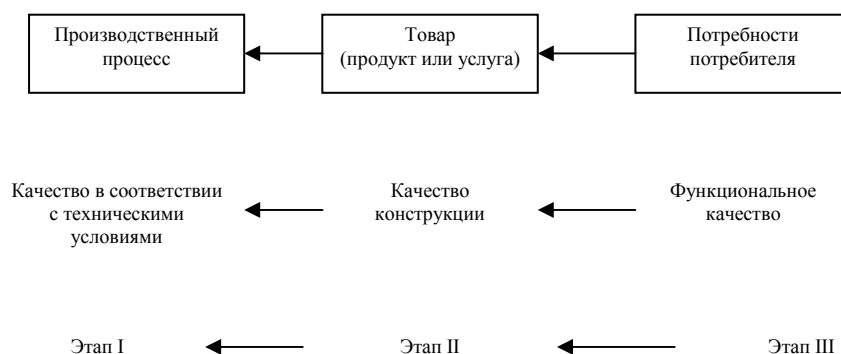 Производственный
процесс
Товар
(продукт или услуга)
Потребности
потребителя
Качество в соответствии
с техническими
условиями
Качество
конструкции
Функциональное
качество
Этап I
Этап II
Этап III